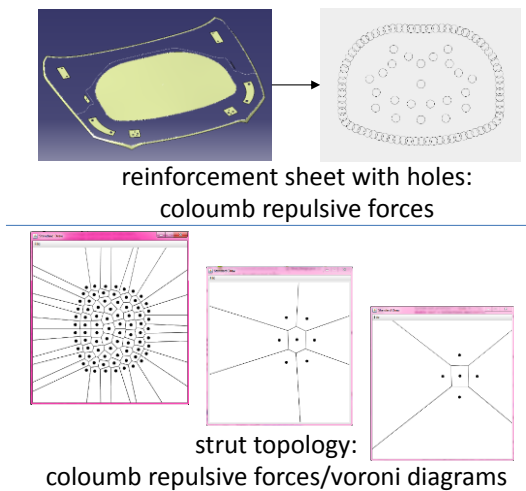 reinforcement sheet with holes:
coloumb repulsive forces
strut topology:
coloumb repulsive forces/voroni diagrams